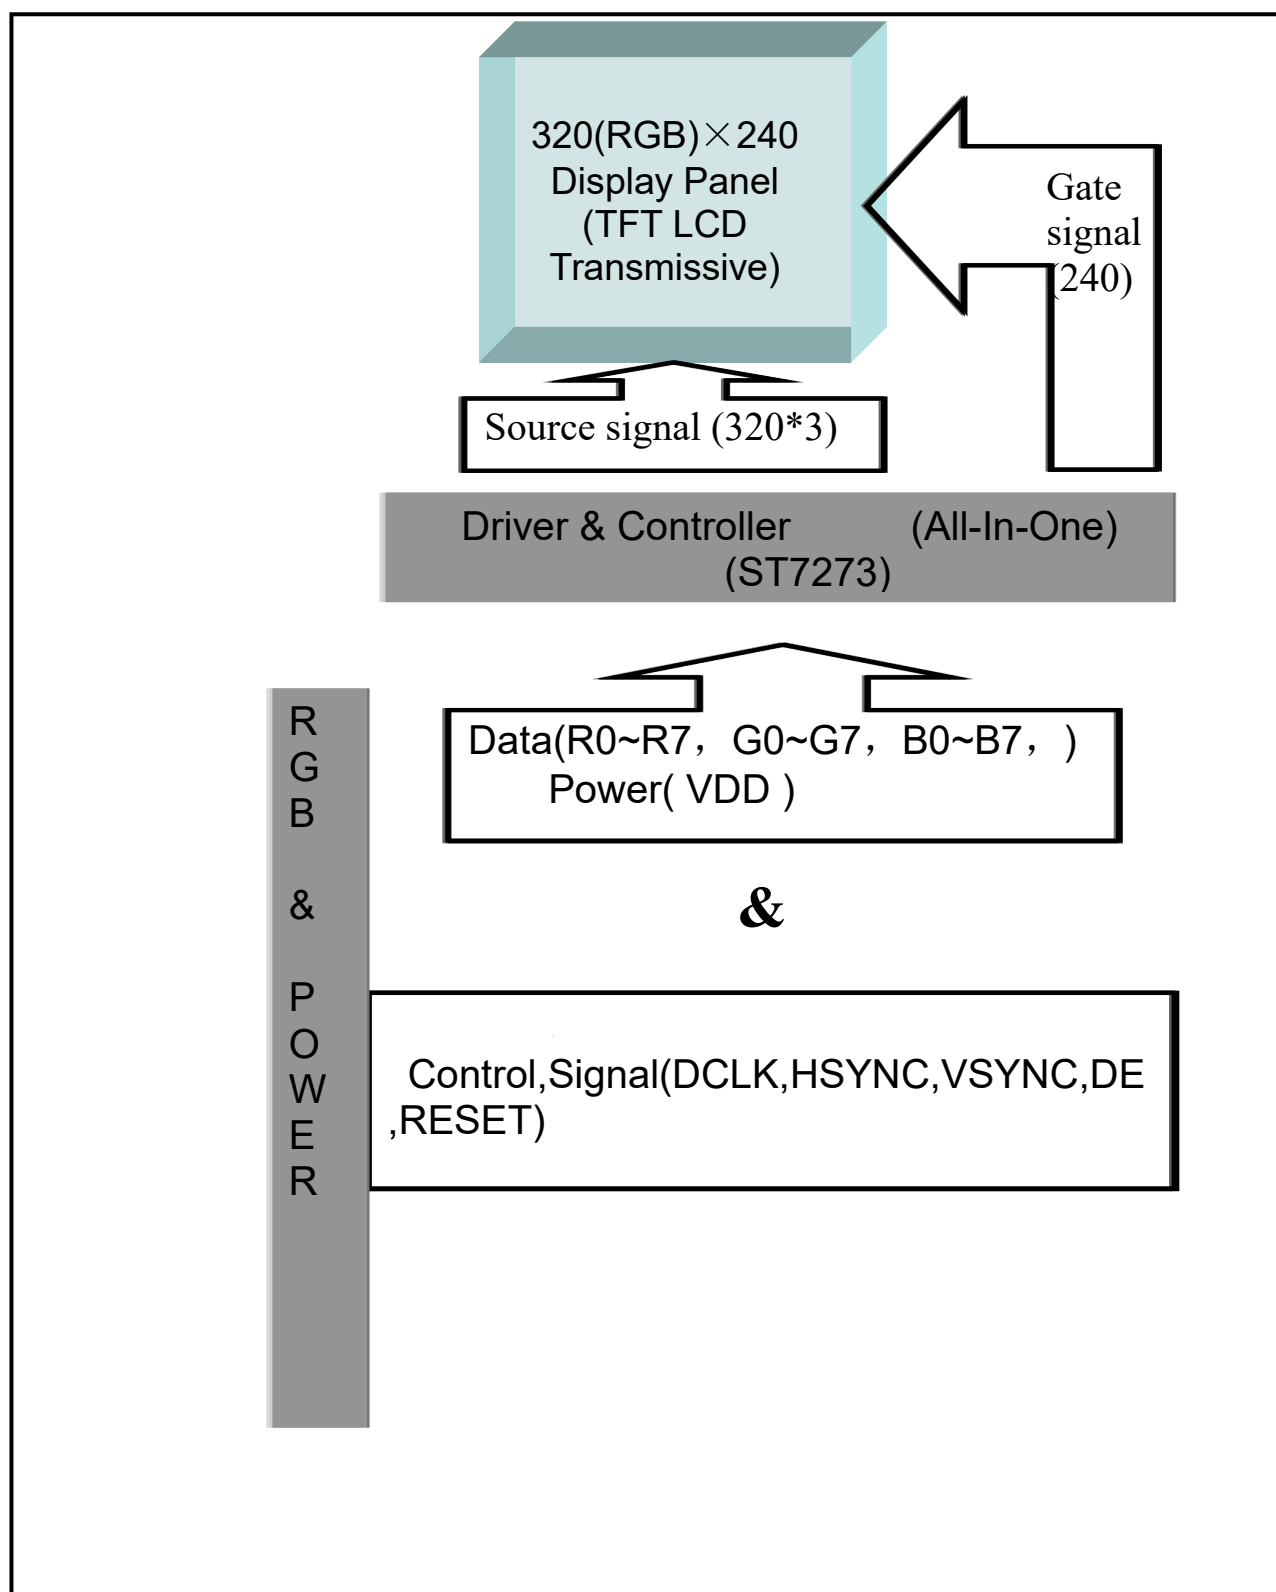 320(RGB)×240
Display Panel
(TFT LCD
Transmissive)
Gate
signal
(240)
Source signal (320*3)
Driver & Controller (All-In-One)
(ST7273)
R
G
B
&
P
O
W
E
R
Data(R0~R7，G0~G7，B0~B7，)
Power( VDD )
&
Control,Signal(DCLK,HSYNC,VSYNC,DE
,RESET)